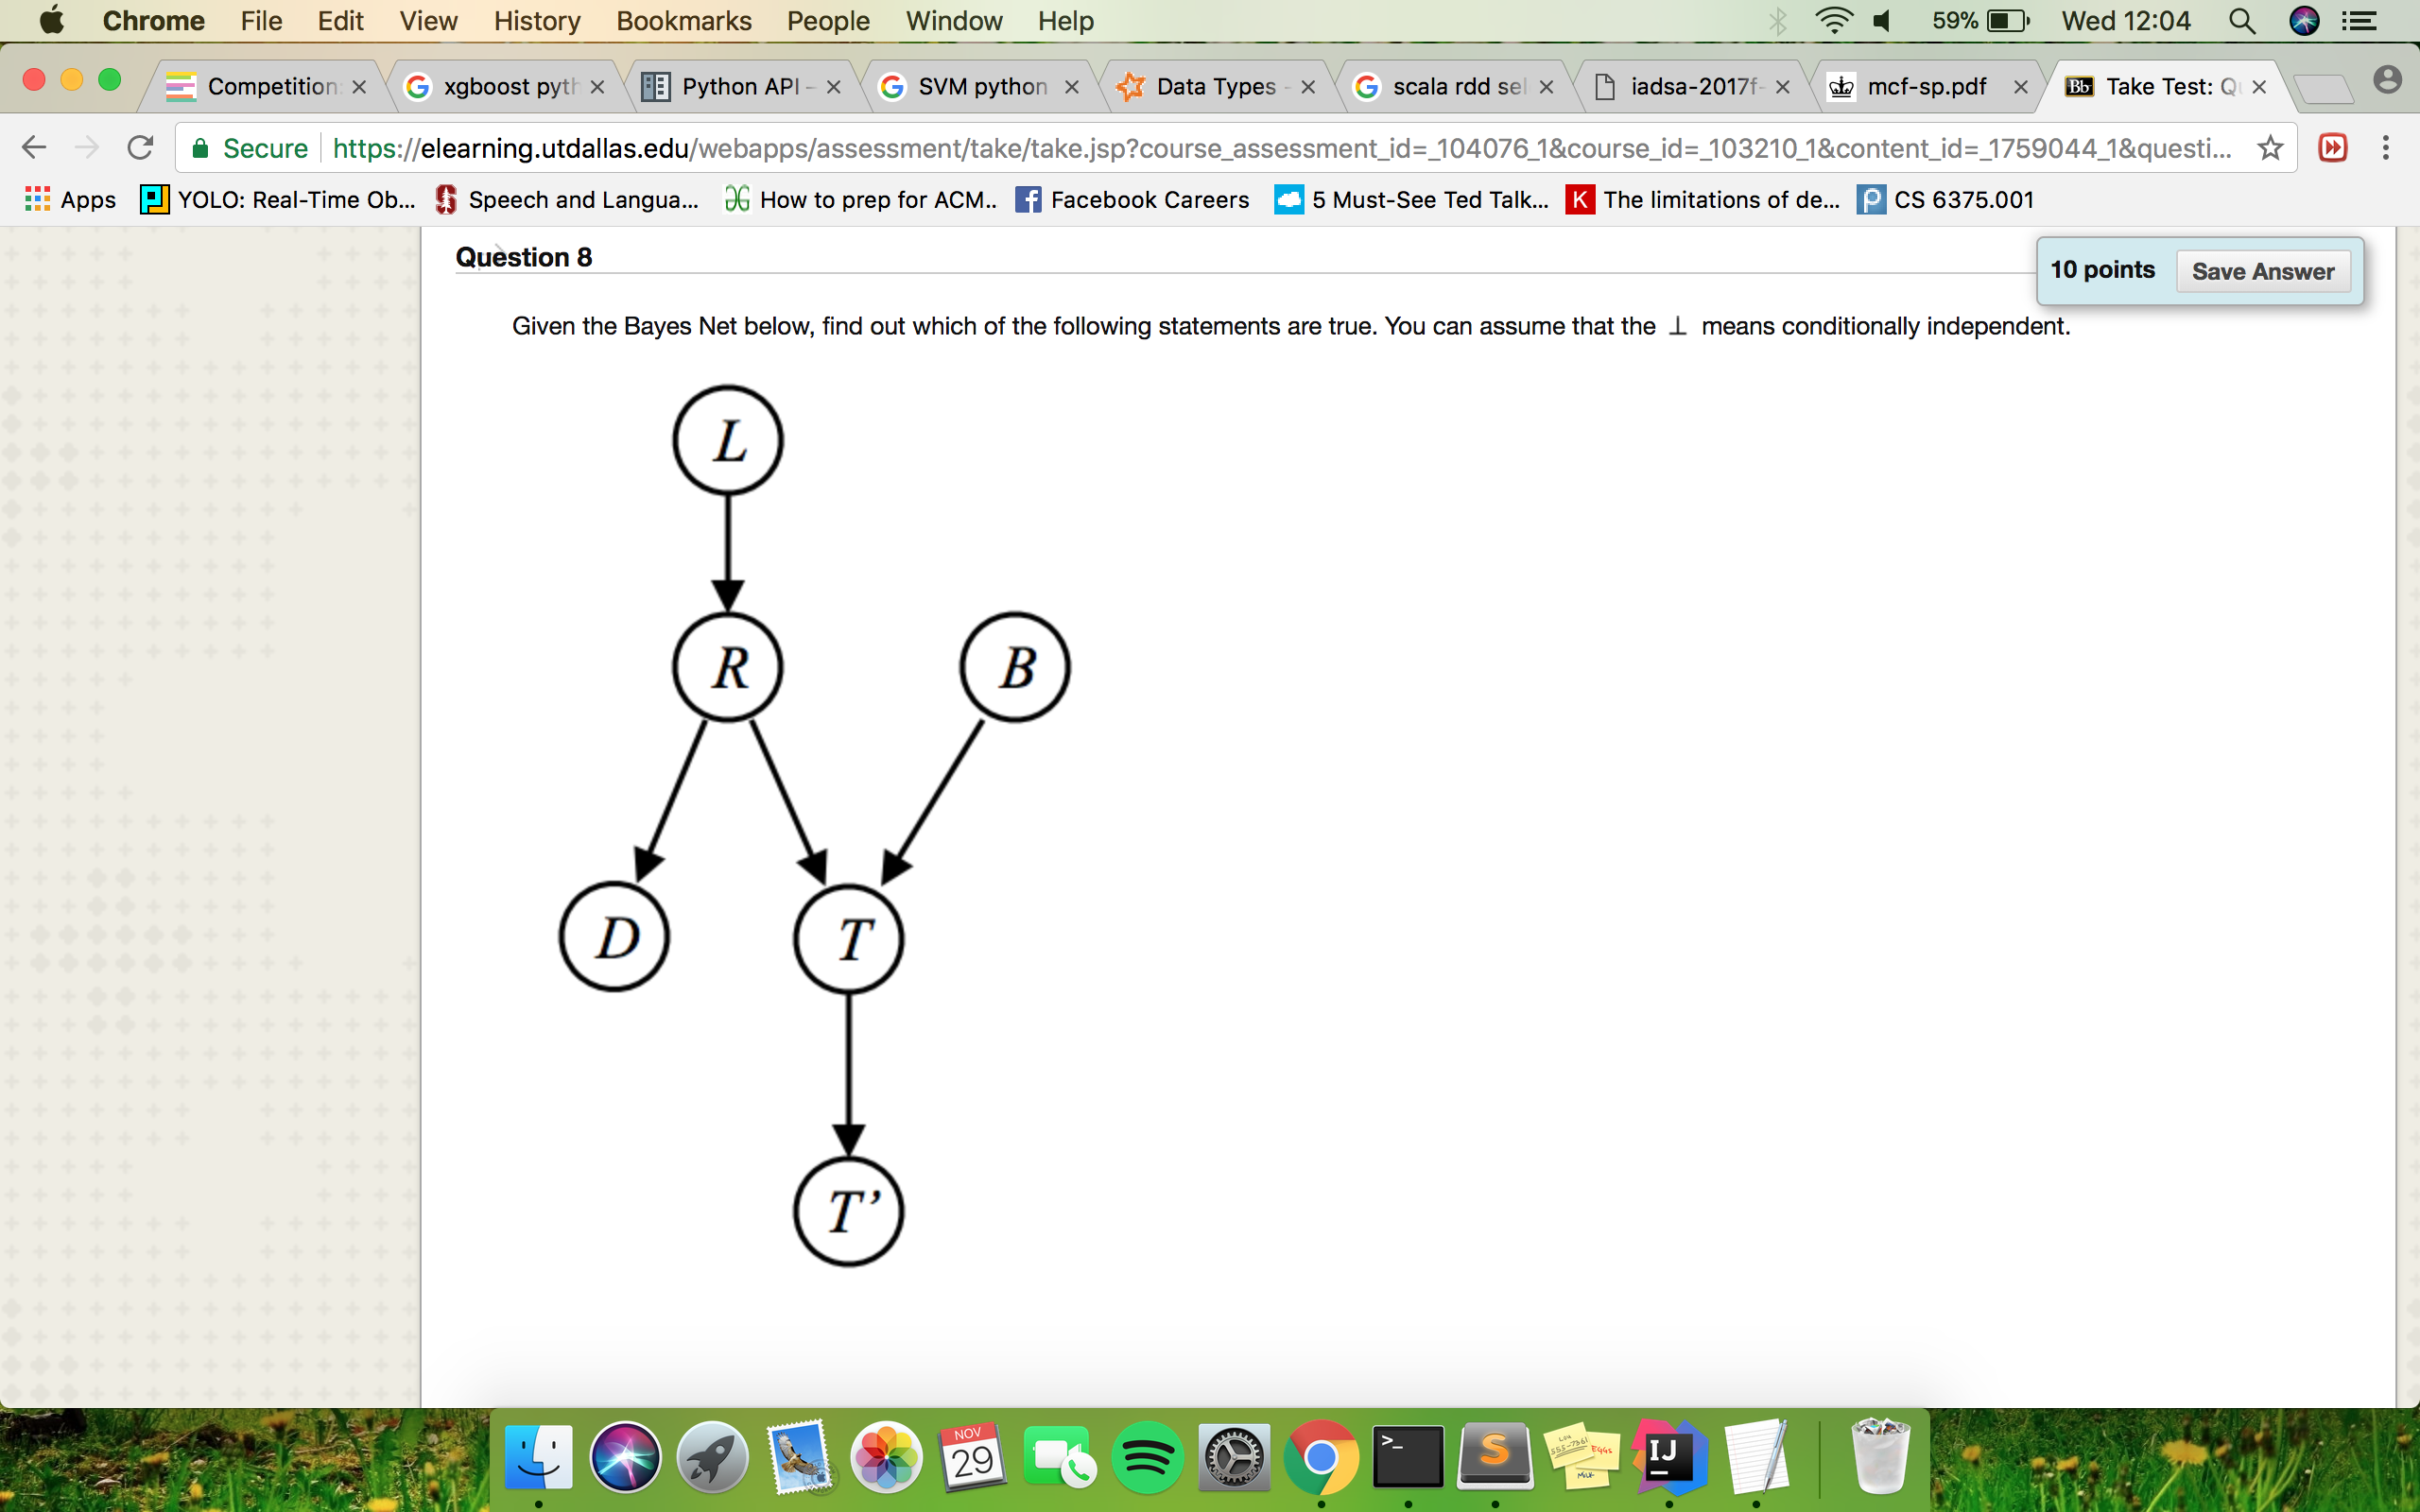 Chrome File Edit View History Bookmarks People Window Help 59% Wed 12:04
Competition xgboost pyth Python API - SVM python Data Types - scala rdd sel iadsa-2017f- mcf-sp.pdf Bb Take Test: Qu
Secure https://elearning.utdallas.edu/webapps/assessment/take/take.jsp?course_assessment_id=_104076_1&course_id=_103210_1&content_id=_1759044_1&questi...
Apps YOLO: Real-Time Ob... Speech and Langua... How to prep for ACM... Facebook Careers 5 Must-See Ted Talk... K The limitations of de... CS 6375.001
Question 8
10 points Save Answer
Given the Bayes Net below, find out which of the following statements are true. You can assume that the ⊥ means conditionally independent.
L
R B
D T
T’
NOV
29
>_
S
IJ